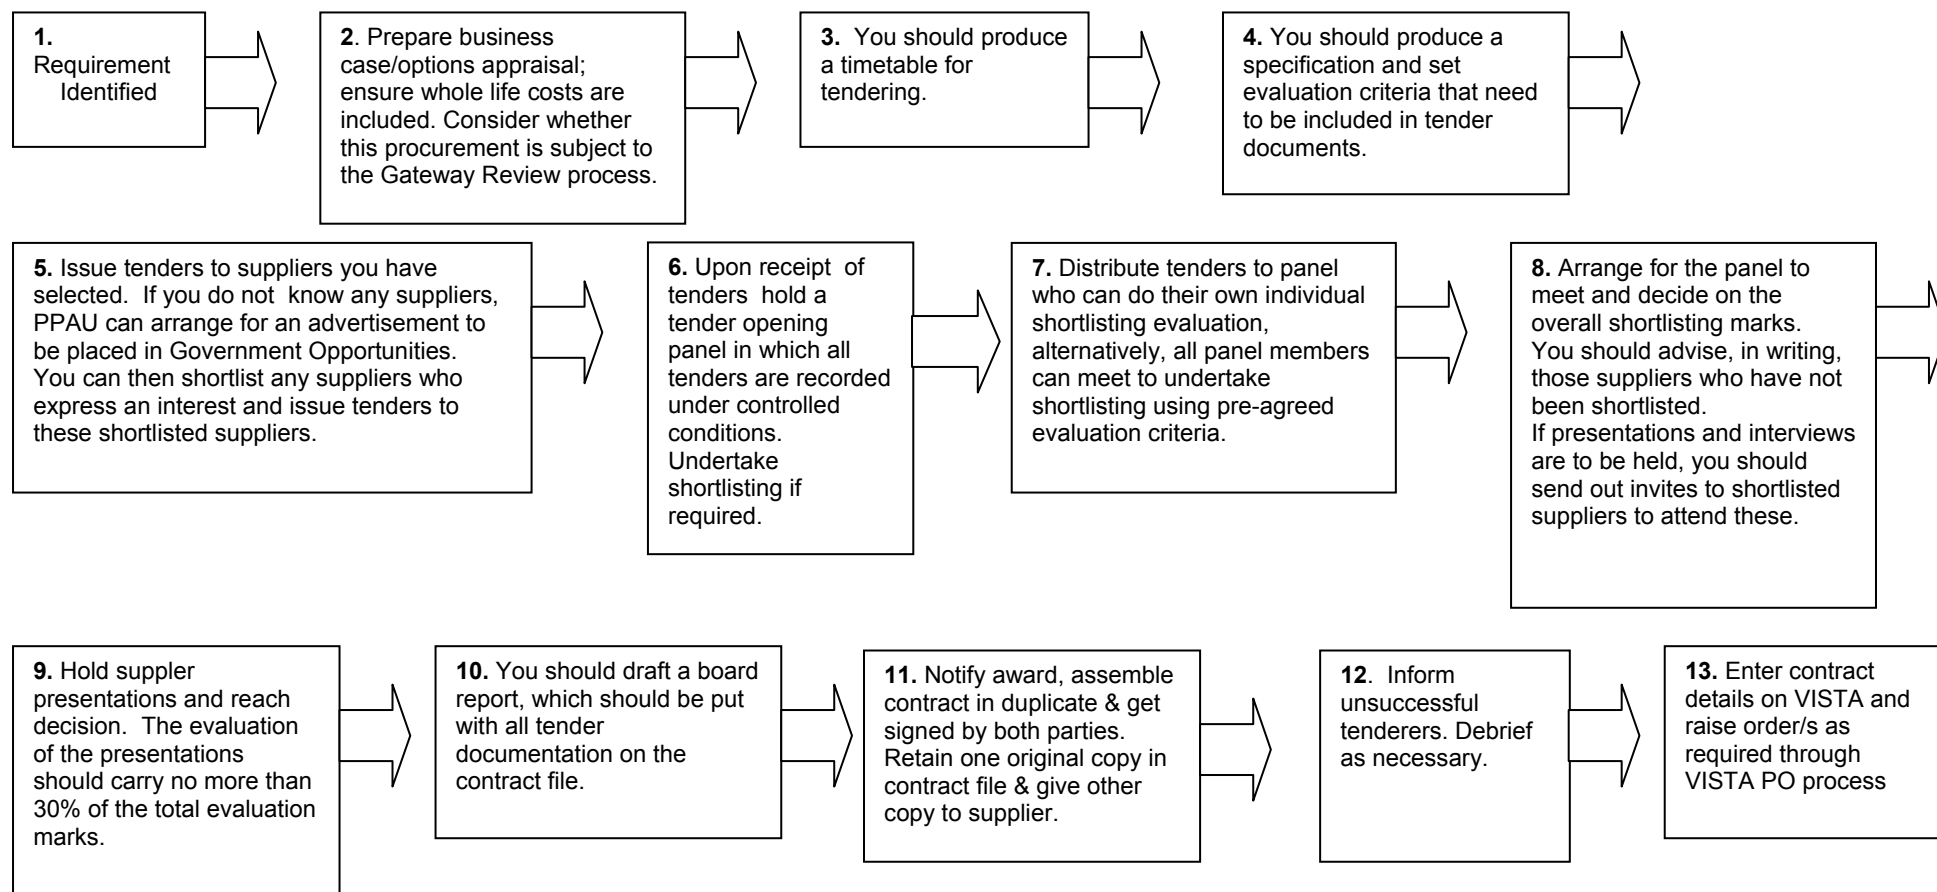 1.
Requirement
Identified
2. Prepare business
case/options appraisal;
ensure whole life costs are
included. Consider whether
this procurement is subject to
the Gateway Review process.
3.  You should produce
a timetable for
tendering.
4. You should produce a
specification and set
evaluation criteria that need
to be included in tender
documents.
5. Issue tenders to suppliers you have
selected.  If you do not  know any suppliers,
PPAU can arrange for an advertisement to
be placed in Government Opportunities.
You can then shortlist any suppliers who
express an interest and issue tenders to
these shortlisted suppliers.
6. Upon receipt  of
tenders  hold a
tender opening
panel in which all
tenders are recorded
under controlled
conditions.
Undertake
shortlisting if
required.
7. Distribute tenders to panel
who can do their own individual
shortlisting evaluation,
alternatively, all panel members
can meet to undertake
shortlisting using pre-agreed
evaluation criteria.
8. Arrange for the panel to
meet and decide on the
overall shortlisting marks.
You should advise, in writing,
those suppliers who have not
been shortlisted.
If presentations and interviews
are to be held, you should
send out invites to shortlisted
suppliers to attend these.
9. Hold suppler
presentations and reach
decision.  The evaluation
of the presentations
should carry no more than
30% of the total evaluation
marks.
10. You should draft a board
report, which should be put
with all tender
documentation on the
contract file.
11. Notify award, assemble
contract in duplicate & get
signed by both parties.
Retain one original copy in
contract file & give other
copy to supplier.
12.  Inform
unsuccessful
tenderers. Debrief
as necessary.
13. Enter contract
details on VISTA and
raise order/s as
required through
VISTA PO process